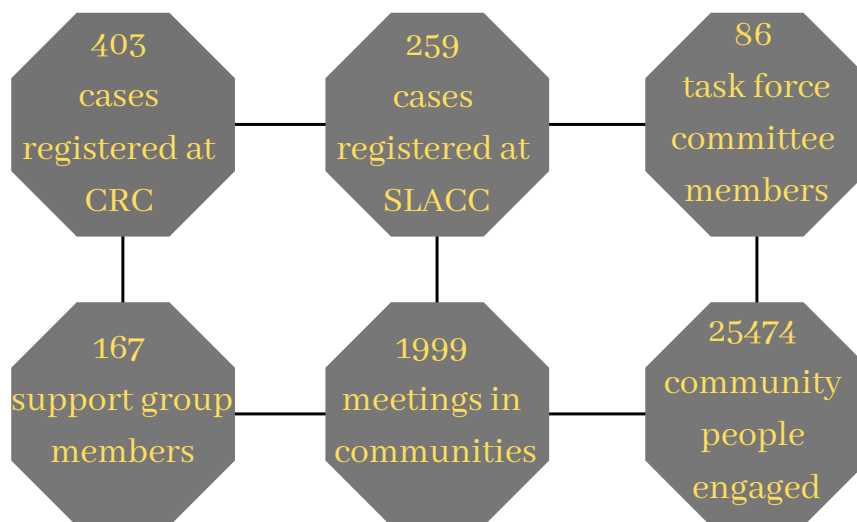 403
cases
registered at
CRC
259
cases
registered at
SLACC
86
task force
committee
members
167
support group
members
1999
meetings in
communities
25474
community
people
engaged